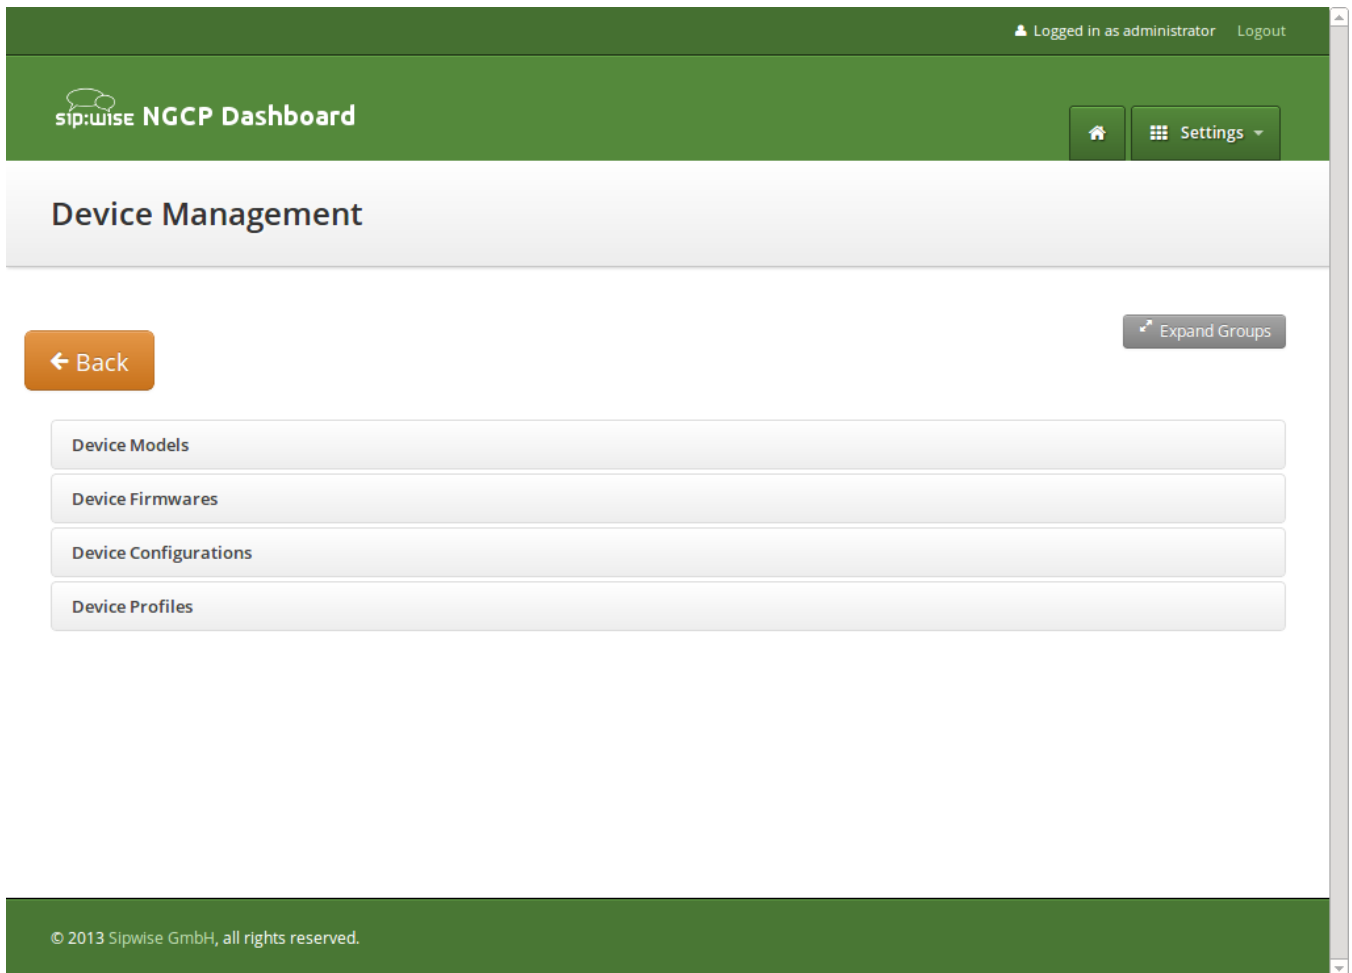 Logged in as administrator Logout
sip:wise NGCP Dashboard
Settings
Device Management
Expand Groups
Back
Device Models
Device Firmwares
Device Configurations
Device Profiles
© 2013 Sipwise GmbH, all rights reserved.